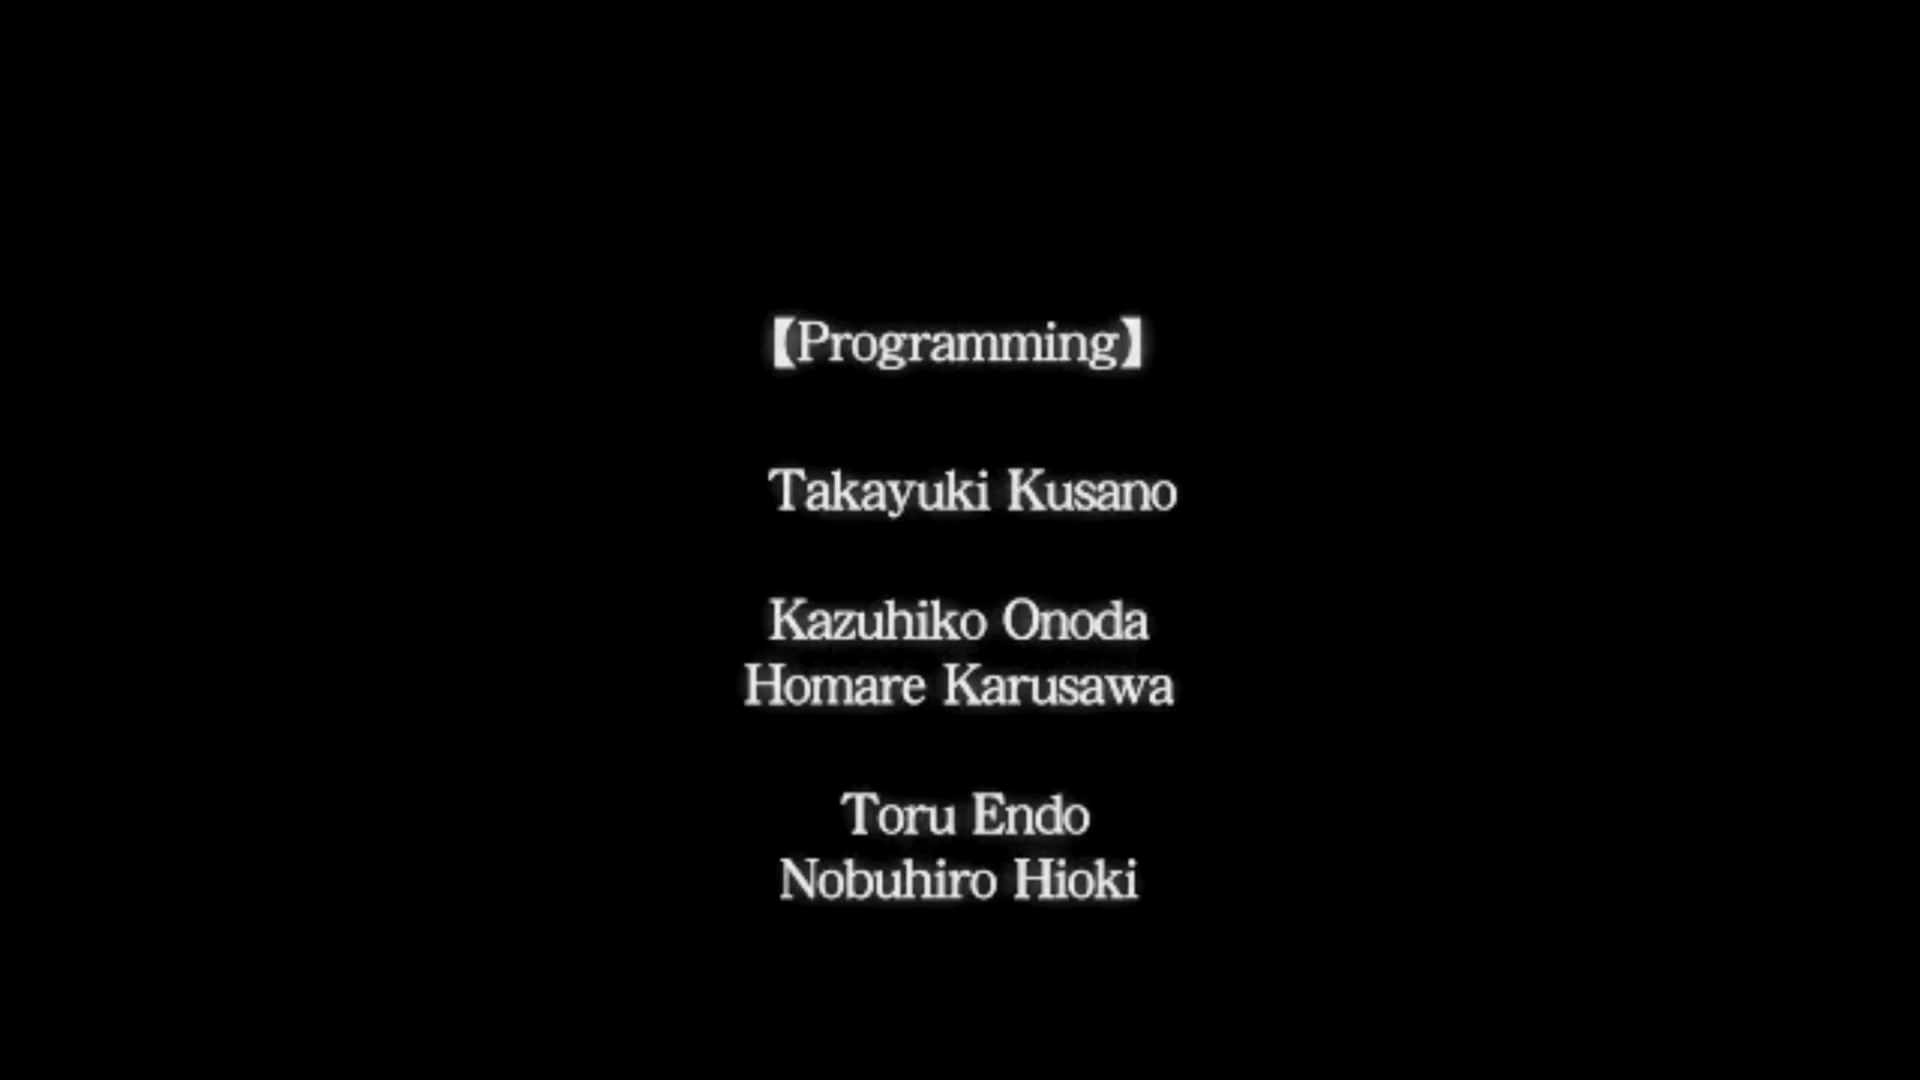 【Programming】
Takayuki Kusano
Kazuhiko Onoda
Homare Karusawa
Toru Endo
Nobuhiro Hioki